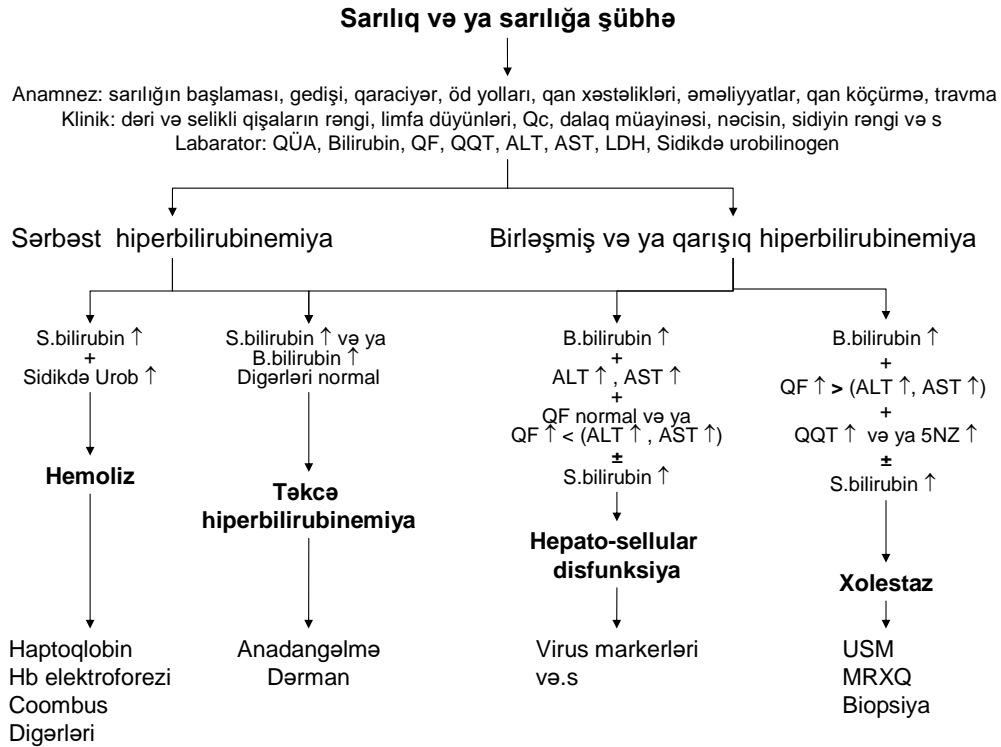 Sarılıq və ya sarılığa şübhə
Anamnez: sarılığın başlaması, gedişi, qaraciyər, öd yolları, qan xəstəlikləri, əməliyyatlar, qan köçürmə, travma
Klinik: dəri və selikli qişaların rəngi, limfa düyünləri, Qc, dalaq müayinəsi, nəcisin, sidiyin rəngi və s
Labarator: QÜA, Bilirubin, QF, QQT, ALT, AST, LDH, Sidikdə urobilinogen
Sərbəst hiperbilirubinemiya
Birləşmiş və ya qarışıq hiperbilirubinemiya
S.bilirubin ↑
+
Sidikdə Urob ↑
Hemoliz
Haptoqlobin
Hb elektroforezi
Coombus
Digərləri
S.bilirubin ↑ və ya
B.bilirubin ↑
Digərləri normal
Təkcə
hiperbilirubinemiya
Anadangəlmə
Dərman
B.bilirubin ↑
+
ALT ↑ , AST ↑
+
QF normal və ya
QF ↑ < (ALT ↑ , AST ↑)
±
S.bilirubin ↑
Hepato-sellular
disfunksiya
Virus markerləri
və.s
B.bilirubin ↑
+
QF ↑ > (ALT ↑, AST ↑)
+
QQT ↑ və ya 5NZ ↑
±
S.bilirubin ↑
Xolestaz
USM
MRXQ
Biopsiya